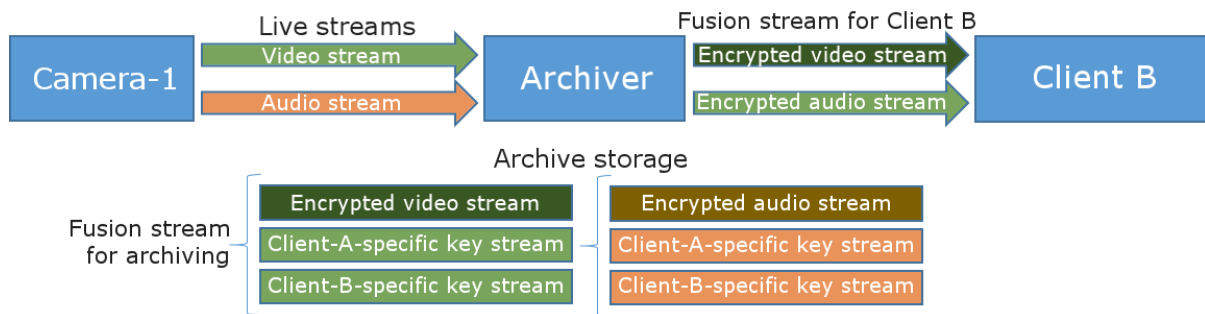 Live streams
Fusion stream for Client B
Camera-1
Video stream
Audio stream
Archiver
Encrypted video stream
Encrypted audio stream
Client B
Archive storage
Fusion stream
for archiving
Encrypted video stream
Client-A-specific key stream
Client-B-specific key stream
Encrypted audio stream
Client-A-specific key stream
Client-B-specific key stream